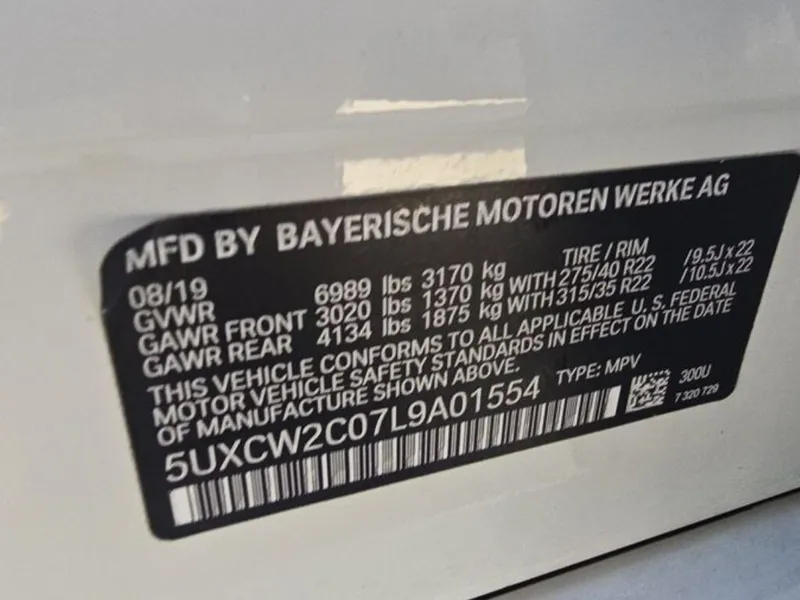 MFD BY BAYERISCHE MOTOREN WERKE AG
08/19 TIRE / RIM
GVWR 6989 lbs 3170 kg
GAWR FRONT 3020 lbs 1370 kg WITH 275/40 R22 /9.5J x 22
GAWR REAR 4134 lbs 1875 kg WITH 315/35 R22 /10.5J x 22
THIS VEHICLE CONFORMS TO ALL APPLICABLE U. S. FEDERAL
MOTOR VEHICLE SAFETY STANDARDS IN EFFECT ON THE DATE
OF MANUFACTURE SHOWN ABOVE.
5UXCW2C07L9A01554 TYPE: MPV 300U
7 320 729